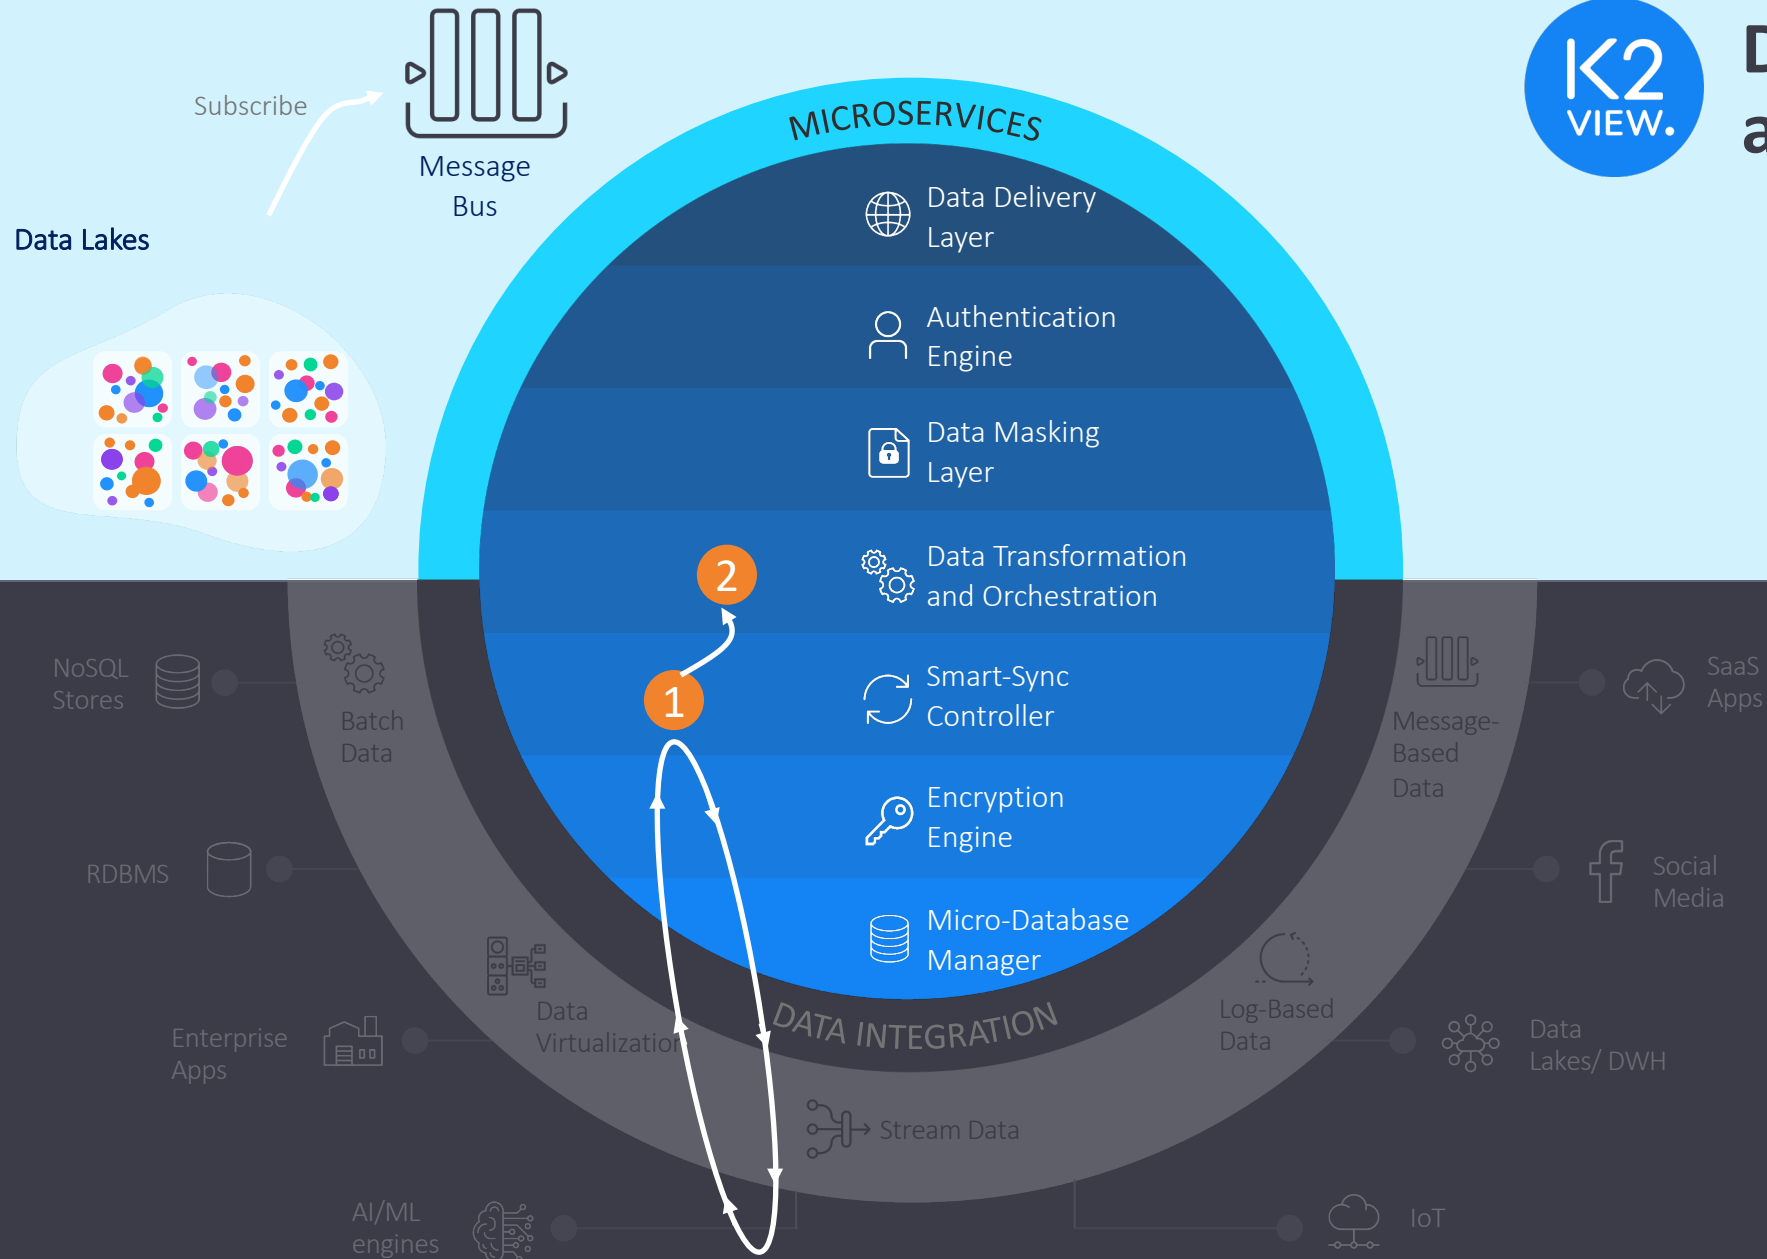 Subscribe
Message
Bus
Data Lakes
K2
VIEW.
D
a
MICROSERVICES
Data Delivery
Layer
Authentication
Engine
Data Masking
Layer
2
Data Transformation
and Orchestration
1
Smart-Sync
Controller
Encryption
Engine
Micro-Database
Manager
DATA INTEGRATION
NoSQL
Stores
Batch
Data
RDBMS
Data
Virtualization
Enterprise
Apps
Stream Data
AI/ML
engines
Message-
Based
Data
SaaS
Apps
Social
Media
Log-Based
Data
Data
Lakes/ DWH
IoT